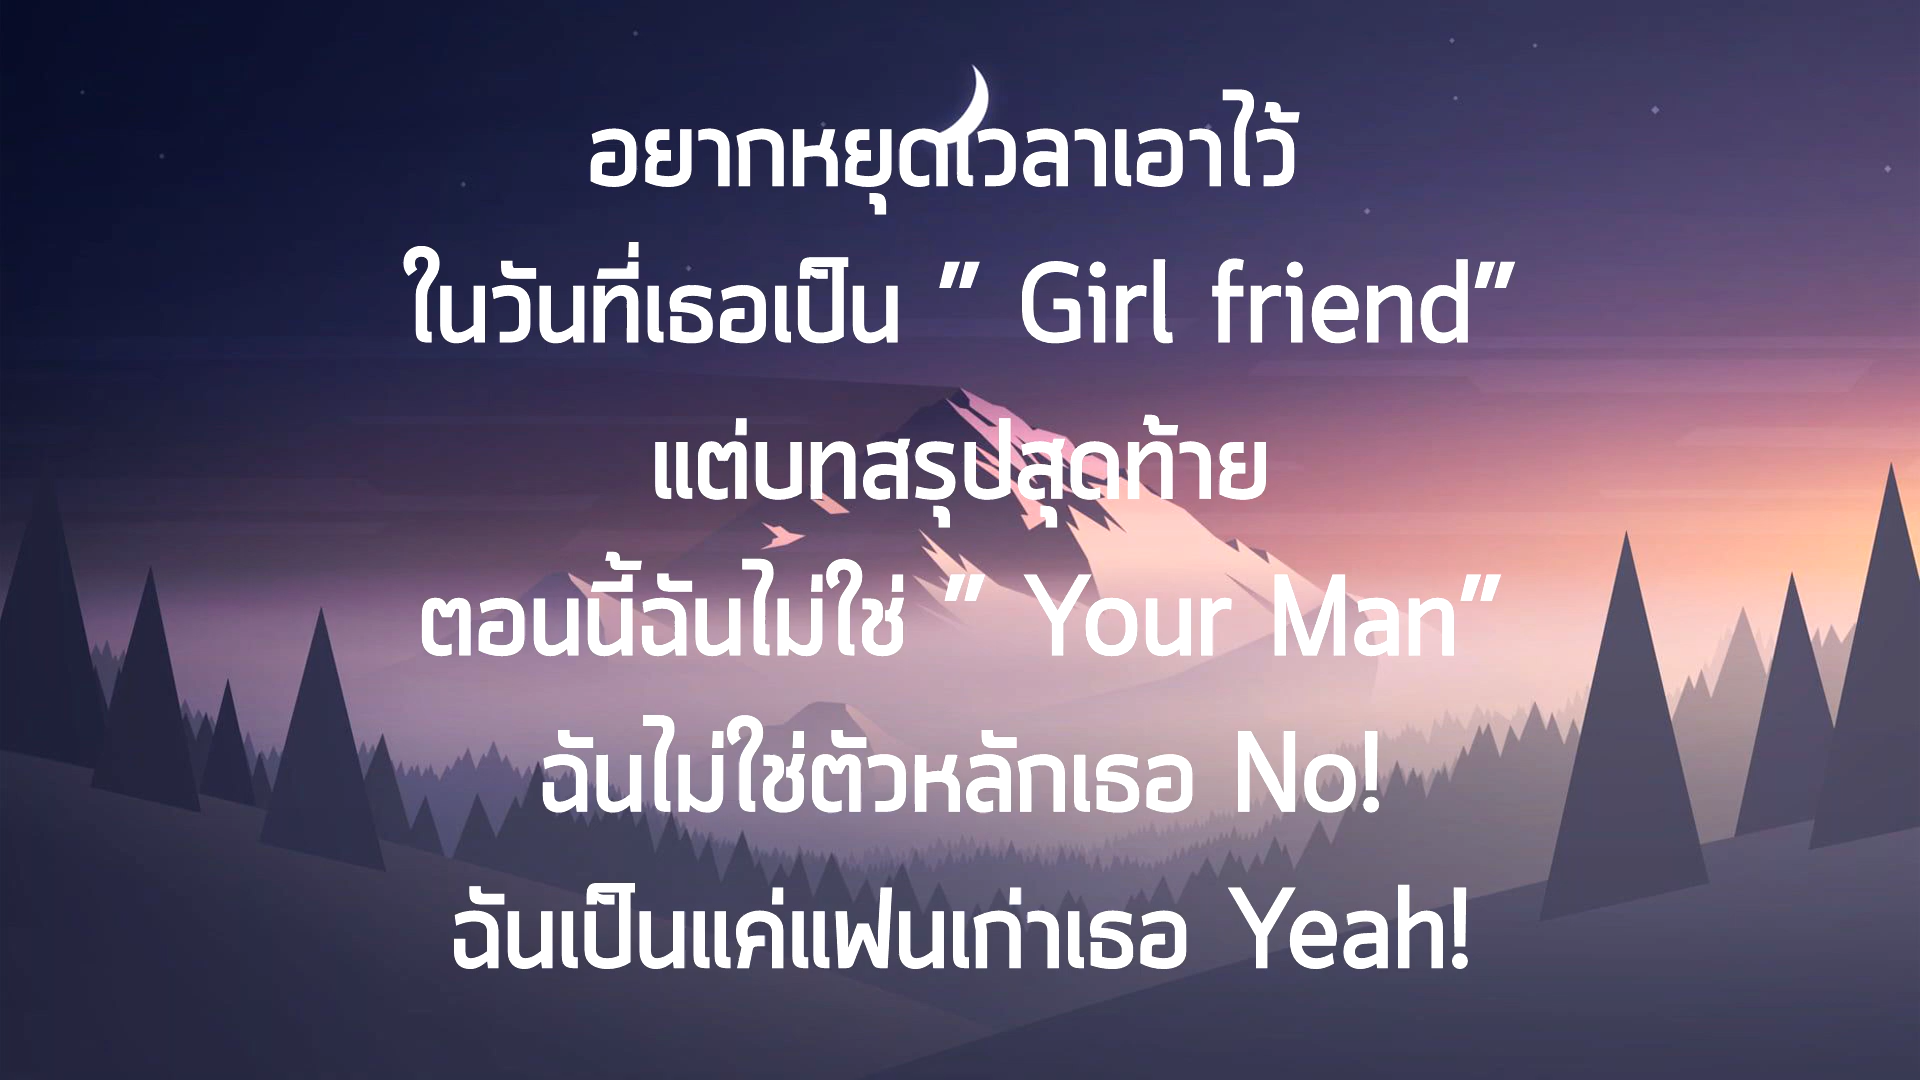 อยากหยุดเวลาเอาไว้
ในวันที่เธอเป็น " Girl friend"
แต่บทสรุปสุดท้าย
ตอนนี้ฉันไม่ใช่ " Your Man"
ฉันไม่ใช่ตัวหลักเธอ No!
ฉันเป็นแค่แฟนเก่าเธอ Yeah!